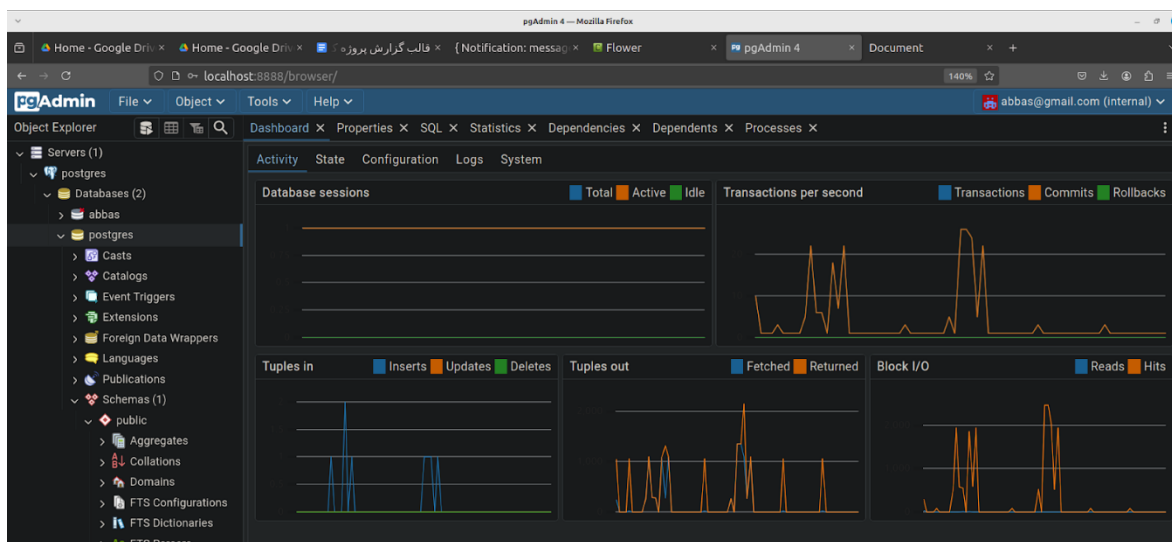 pgAdmin 4 — Mozilla Firefox
Home - Google Driv × Home - Google Driv × قالب گزارش پروژه × {Notification: messag × Flower × pgAdmin 4 × Document × +
localhost:8888/browser/ 140%
pgAdmin File Object Tools Help abbas@gmail.com (internal)
Object Explorer Dashboard × Properties × SQL × Statistics × Dependencies × Dependents × Processes ×
Servers (1)
postgres
Databases (2)
abbas
postgres
Casts
Catalogs
Event Triggers
Extensions
Foreign Data Wrappers
Languages
Publications
Schemas (1)
public
Aggregates
Collations
Domains
FTS Configurations
FTS Dictionaries
Activity State Configuration Logs System
Database sessions Total Active Idle
Transactions per second Transactions Commits Rollbacks
Tuples in Inserts Updates Deletes
Tuples out Fetched Returned
Block I/O Reads Hits